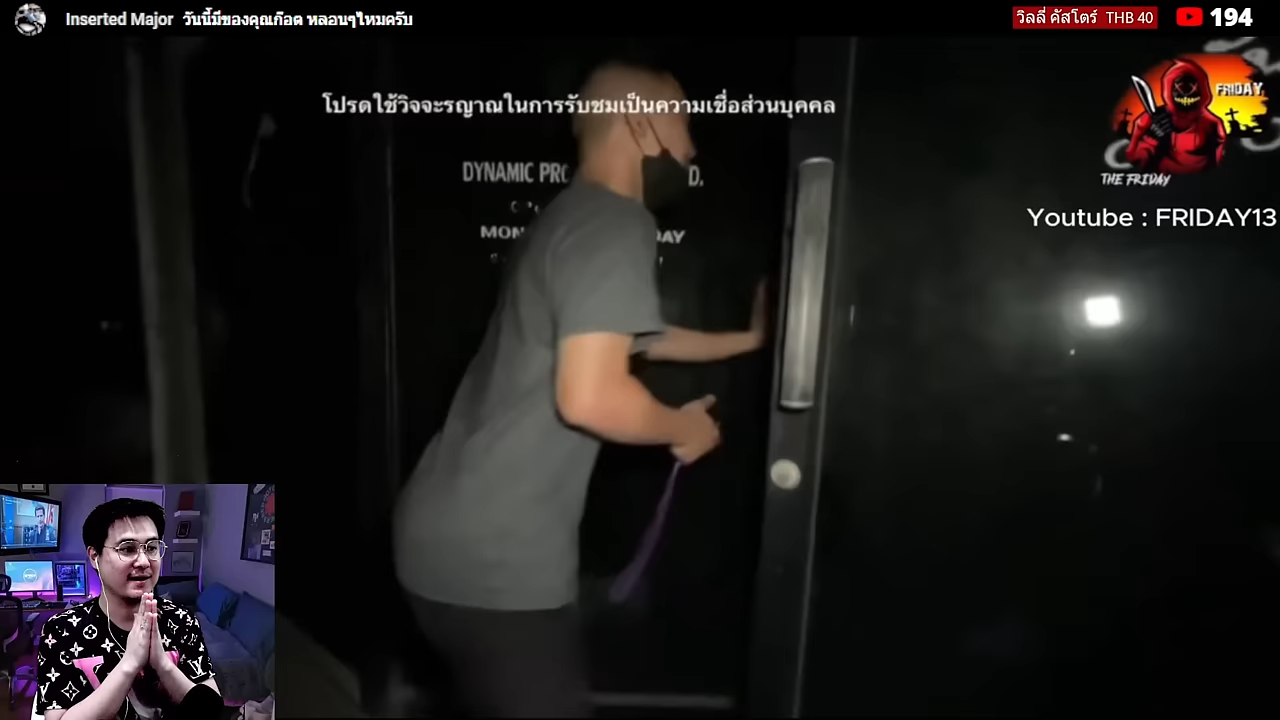 Inserted Major วันนี้มีของคุณก๊อต หลอนๆไหมครับ
วิลลี่ คัสโตร์ THB 40
194
โปรดใช้วิจจะรญาณในการรับชมเป็นความเชื่อส่วนบุคคล
FRIDAY
THE FRIDAY
Youtube : FRIDAY13
DYNAMIC PRO D.
MON DAY